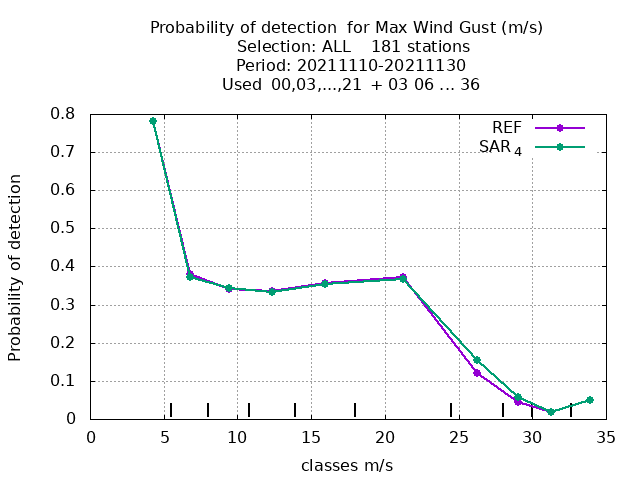 Probability of detection  for Max Wind Gust (m/s)
Selection: ALL    181 stations
Period: 20211110-20211130
Used  00,03,...,21  + 03 06 ... 36
REF
SAR 4
0.8
0.7
0.6
0.5
0.4
0.3
0.2
0.1
0
Probability of detection
0 5 10 15 20 25 30 35
classes m/s